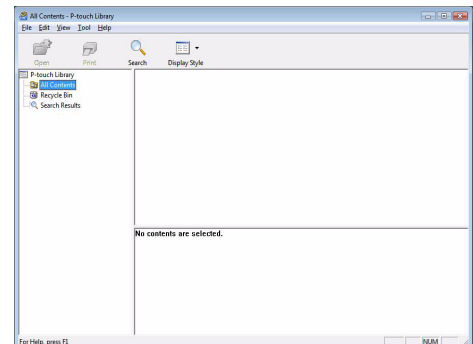 All Contents - P-touch Library
File Edit View Tool Help
Open Print Search Display Style
P-touch Library
All Contents
Recycle Bin
Search Results
No contents are selected.
For Help, press F1 NUM